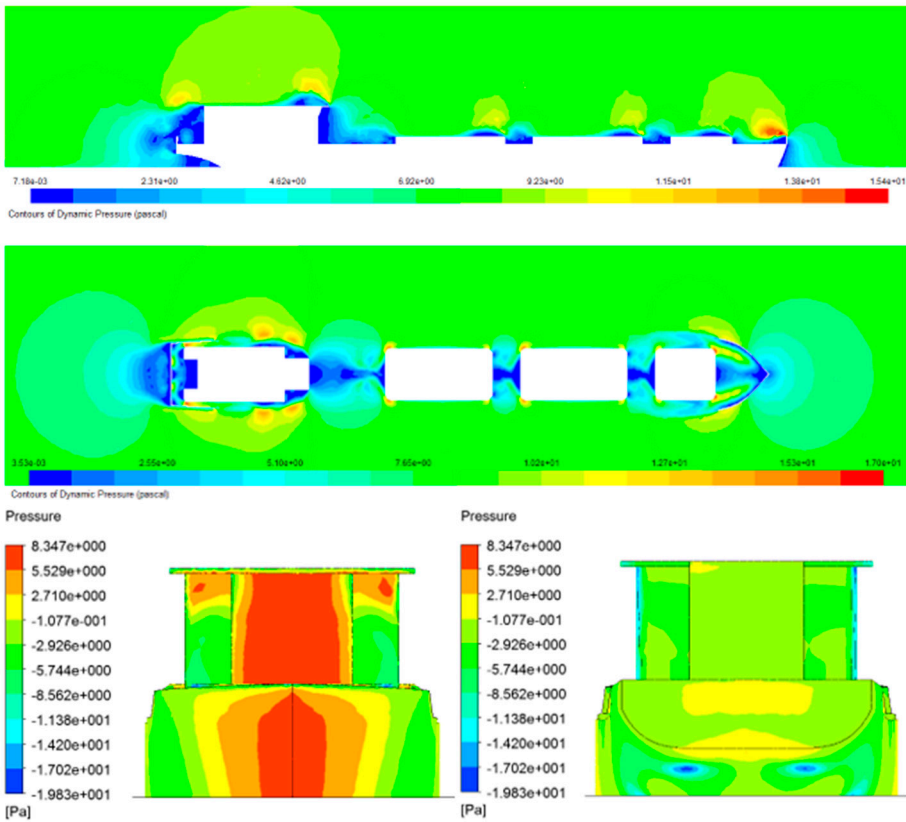 7.18e-03 2.31e+00 4.62e+00 6.92e+00 9.23e+00 1.15e+01 1.38e+01 1.54e+01
Contours of Dynamic Pressure (pascal)
3.53e-03 2.55e+00 5.10e+00 7.65e+00 1.02e+01 1.27e+01 1.53e+01 1.70e+01
Contours of Dynamic Pressure (pascal)
Pressure
8.347e+000
5.529e+000
2.710e+000
-1.077e-001
-2.926e+000
-5.744e+000
-8.562e+000
-1.138e+001
-1.420e+001
-1.702e+001
-1.983e+001
[Pa]
Pressure
8.347e+000
5.529e+000
2.710e+000
-1.077e-001
-2.926e+000
-5.744e+000
-8.562e+000
-1.138e+001
-1.420e+001
-1.702e+001
-1.983e+001
[Pa]